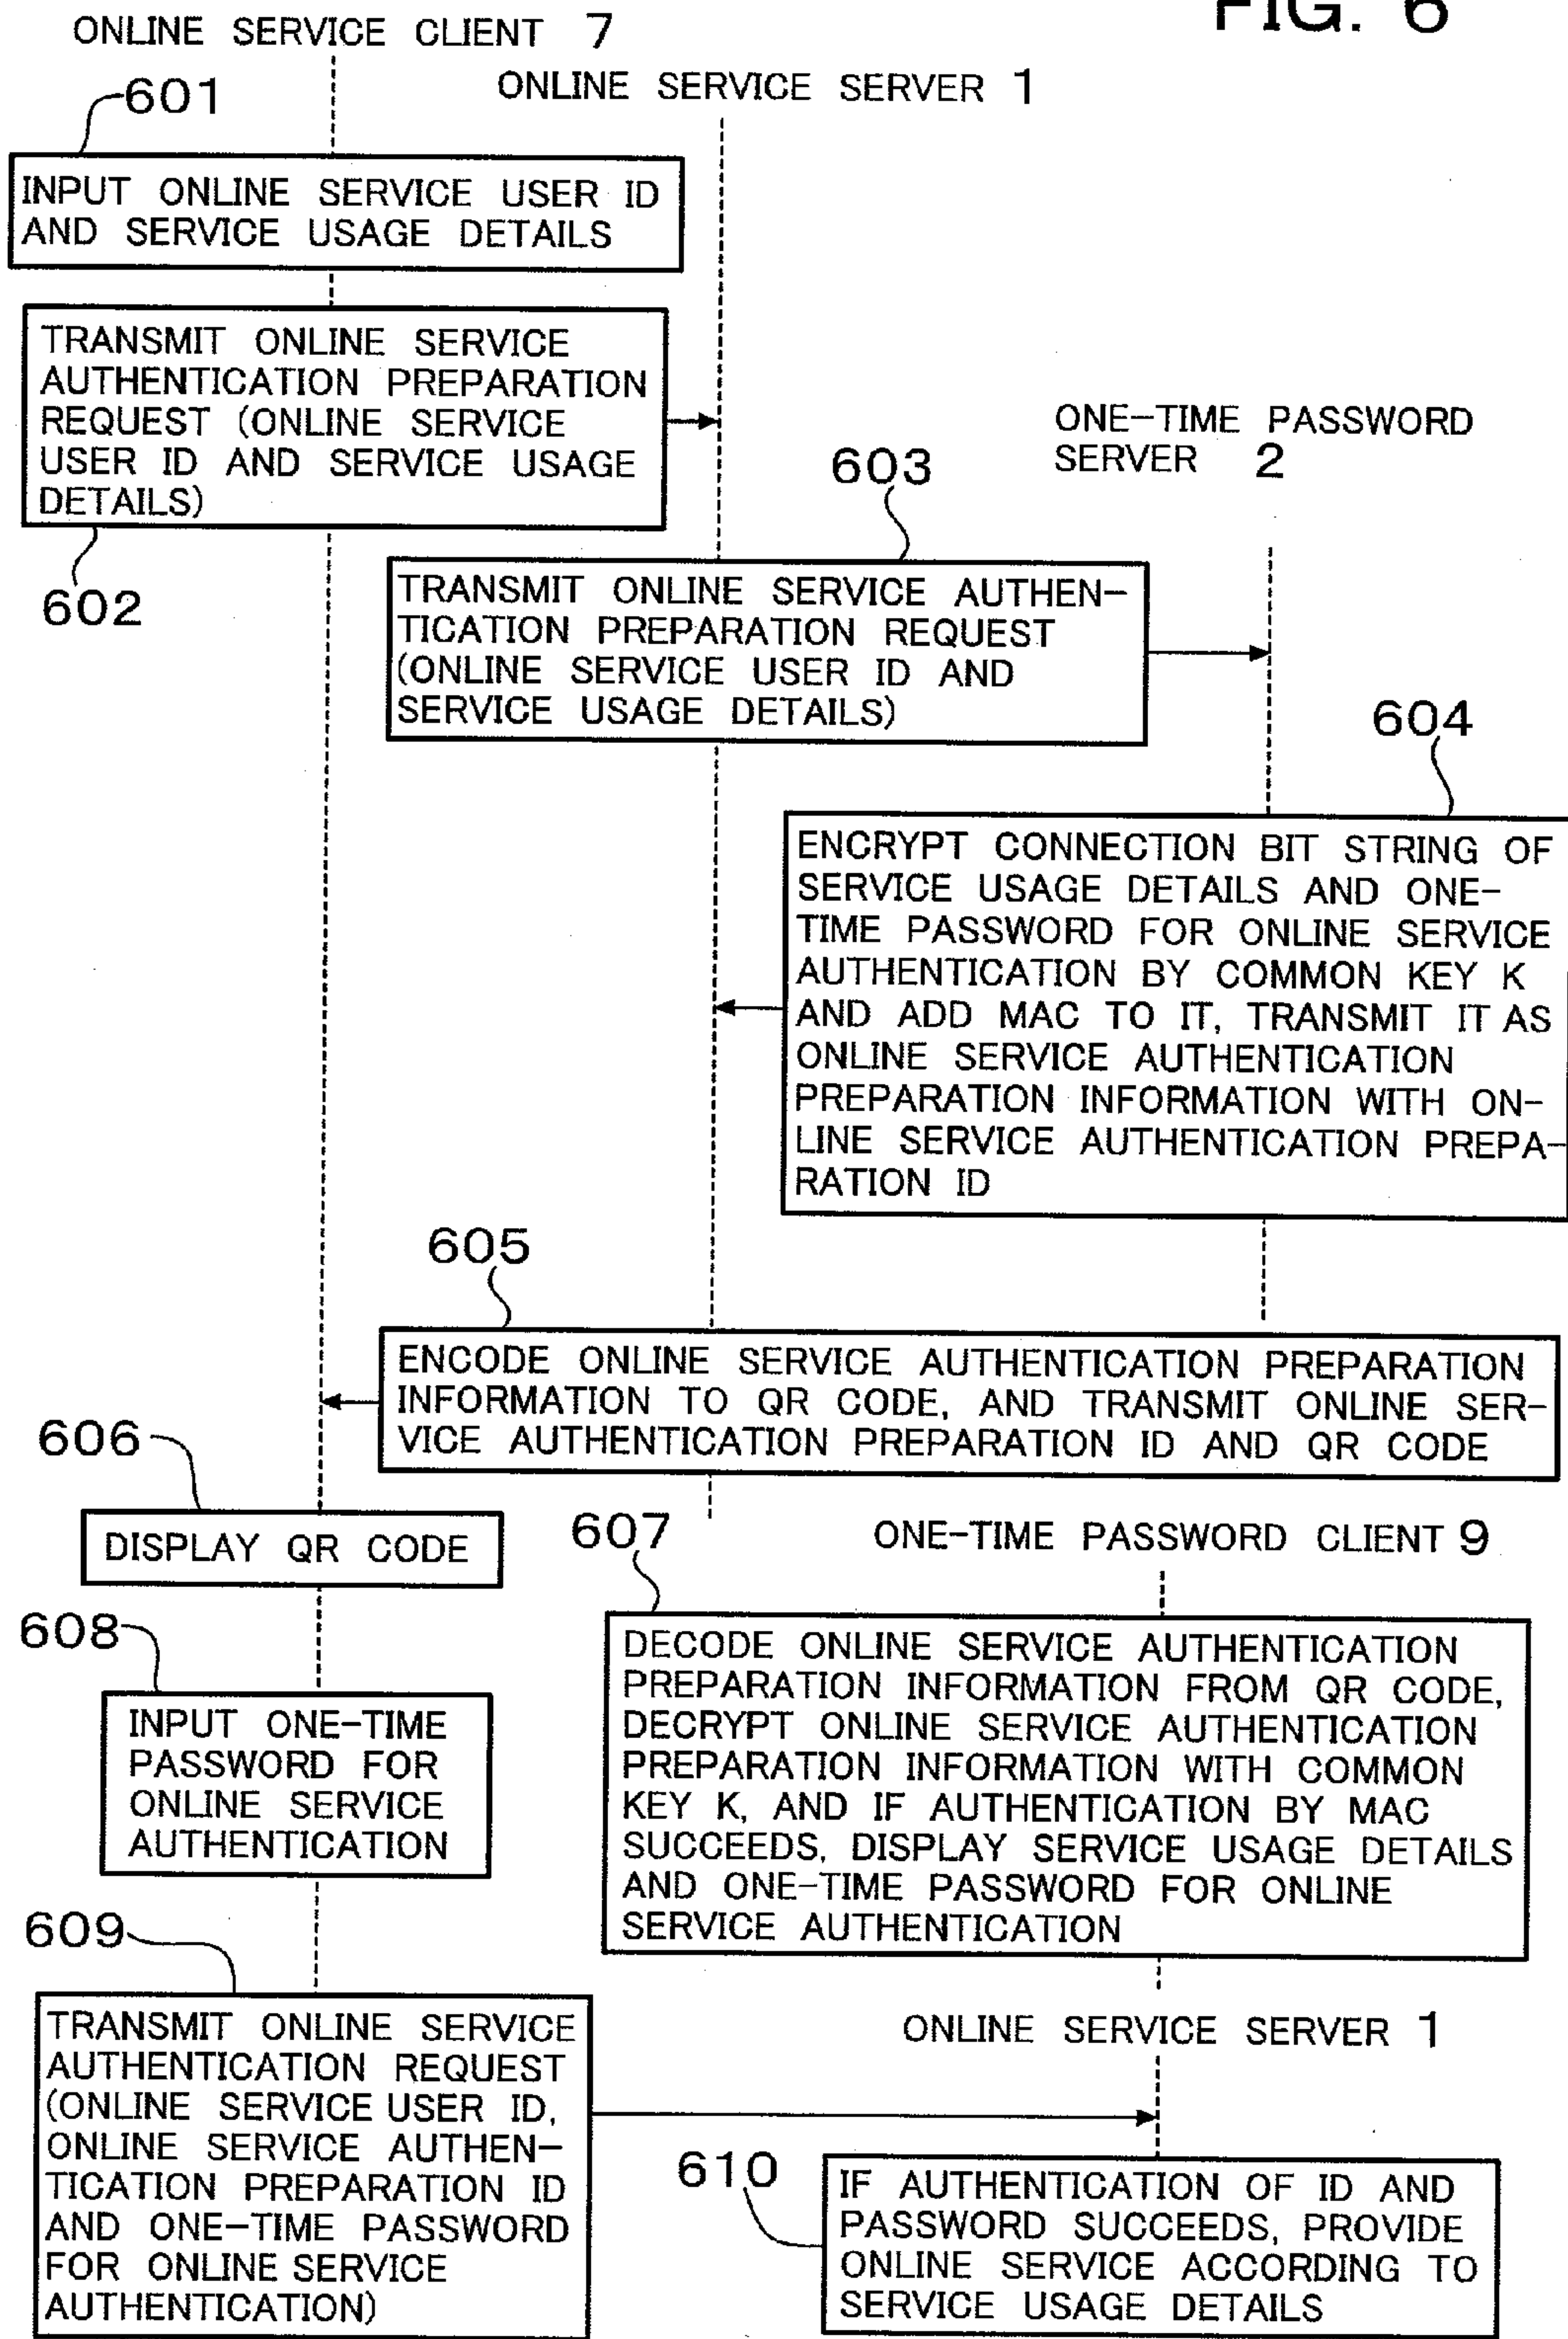 FIG. 6
ONLINE SERVICE CLIENT 7
ONLINE SERVICE SERVER 1
601
INPUT ONLINE SERVICE USER ID
AND SERVICE USAGE DETAILS
TRANSMIT ONLINE SERVICE
AUTHENTICATION PREPARATION
REQUEST (ONLINE SERVICE
USER ID AND SERVICE USAGE
DETAILS)
602
ONE-TIME PASSWORD
SERVER 2
603
TRANSMIT ONLINE SERVICE AUTHEN-
TICATION PREPARATION REQUEST
(ONLINE SERVICE USER ID AND
SERVICE USAGE DETAILS)
604
ENCRYPT CONNECTION BIT STRING OF
SERVICE USAGE DETAILS AND ONE-
TIME PASSWORD FOR ONLINE SERVICE
AUTHENTICATION BY COMMON KEY K
AND ADD MAC TO IT, TRANSMIT IT AS
ONLINE SERVICE AUTHENTICATION
PREPARATION INFORMATION WITH ON-
LINE SERVICE AUTHENTICATION PREPA-
RATION ID
605
ENCODE ONLINE SERVICE AUTHENTICATION PREPARATION
INFORMATION TO QR CODE, AND TRANSMIT ONLINE SER-
VICE AUTHENTICATION PREPARATION ID AND QR CODE
606
DISPLAY QR CODE
607
ONE-TIME PASSWORD CLIENT 9
DECODE ONLINE SERVICE AUTHENTICATION
PREPARATION INFORMATION FROM QR CODE,
DECRYPT ONLINE SERVICE AUTHENTICATION
PREPARATION INFORMATION WITH COMMON
KEY K, AND IF AUTHENTICATION BY MAC
SUCCEEDS, DISPLAY SERVICE USAGE DETAILS
AND ONE-TIME PASSWORD FOR ONLINE
SERVICE AUTHENTICATION
608
INPUT ONE-TIME
PASSWORD FOR
ONLINE SERVICE
AUTHENTICATION
609
TRANSMIT ONLINE SERVICE
AUTHENTICATION REQUEST
(ONLINE SERVICE USER ID,
ONLINE SERVICE AUTHEN-
TICATION PREPARATION ID
AND ONE-TIME PASSWORD
FOR ONLINE SERVICE
AUTHENTICATION)
ONLINE SERVICE SERVER 1
610
IF AUTHENTICATION OF ID AND
PASSWORD SUCCEEDS, PROVIDE
ONLINE SERVICE ACCORDING TO
SERVICE USAGE DETAILS